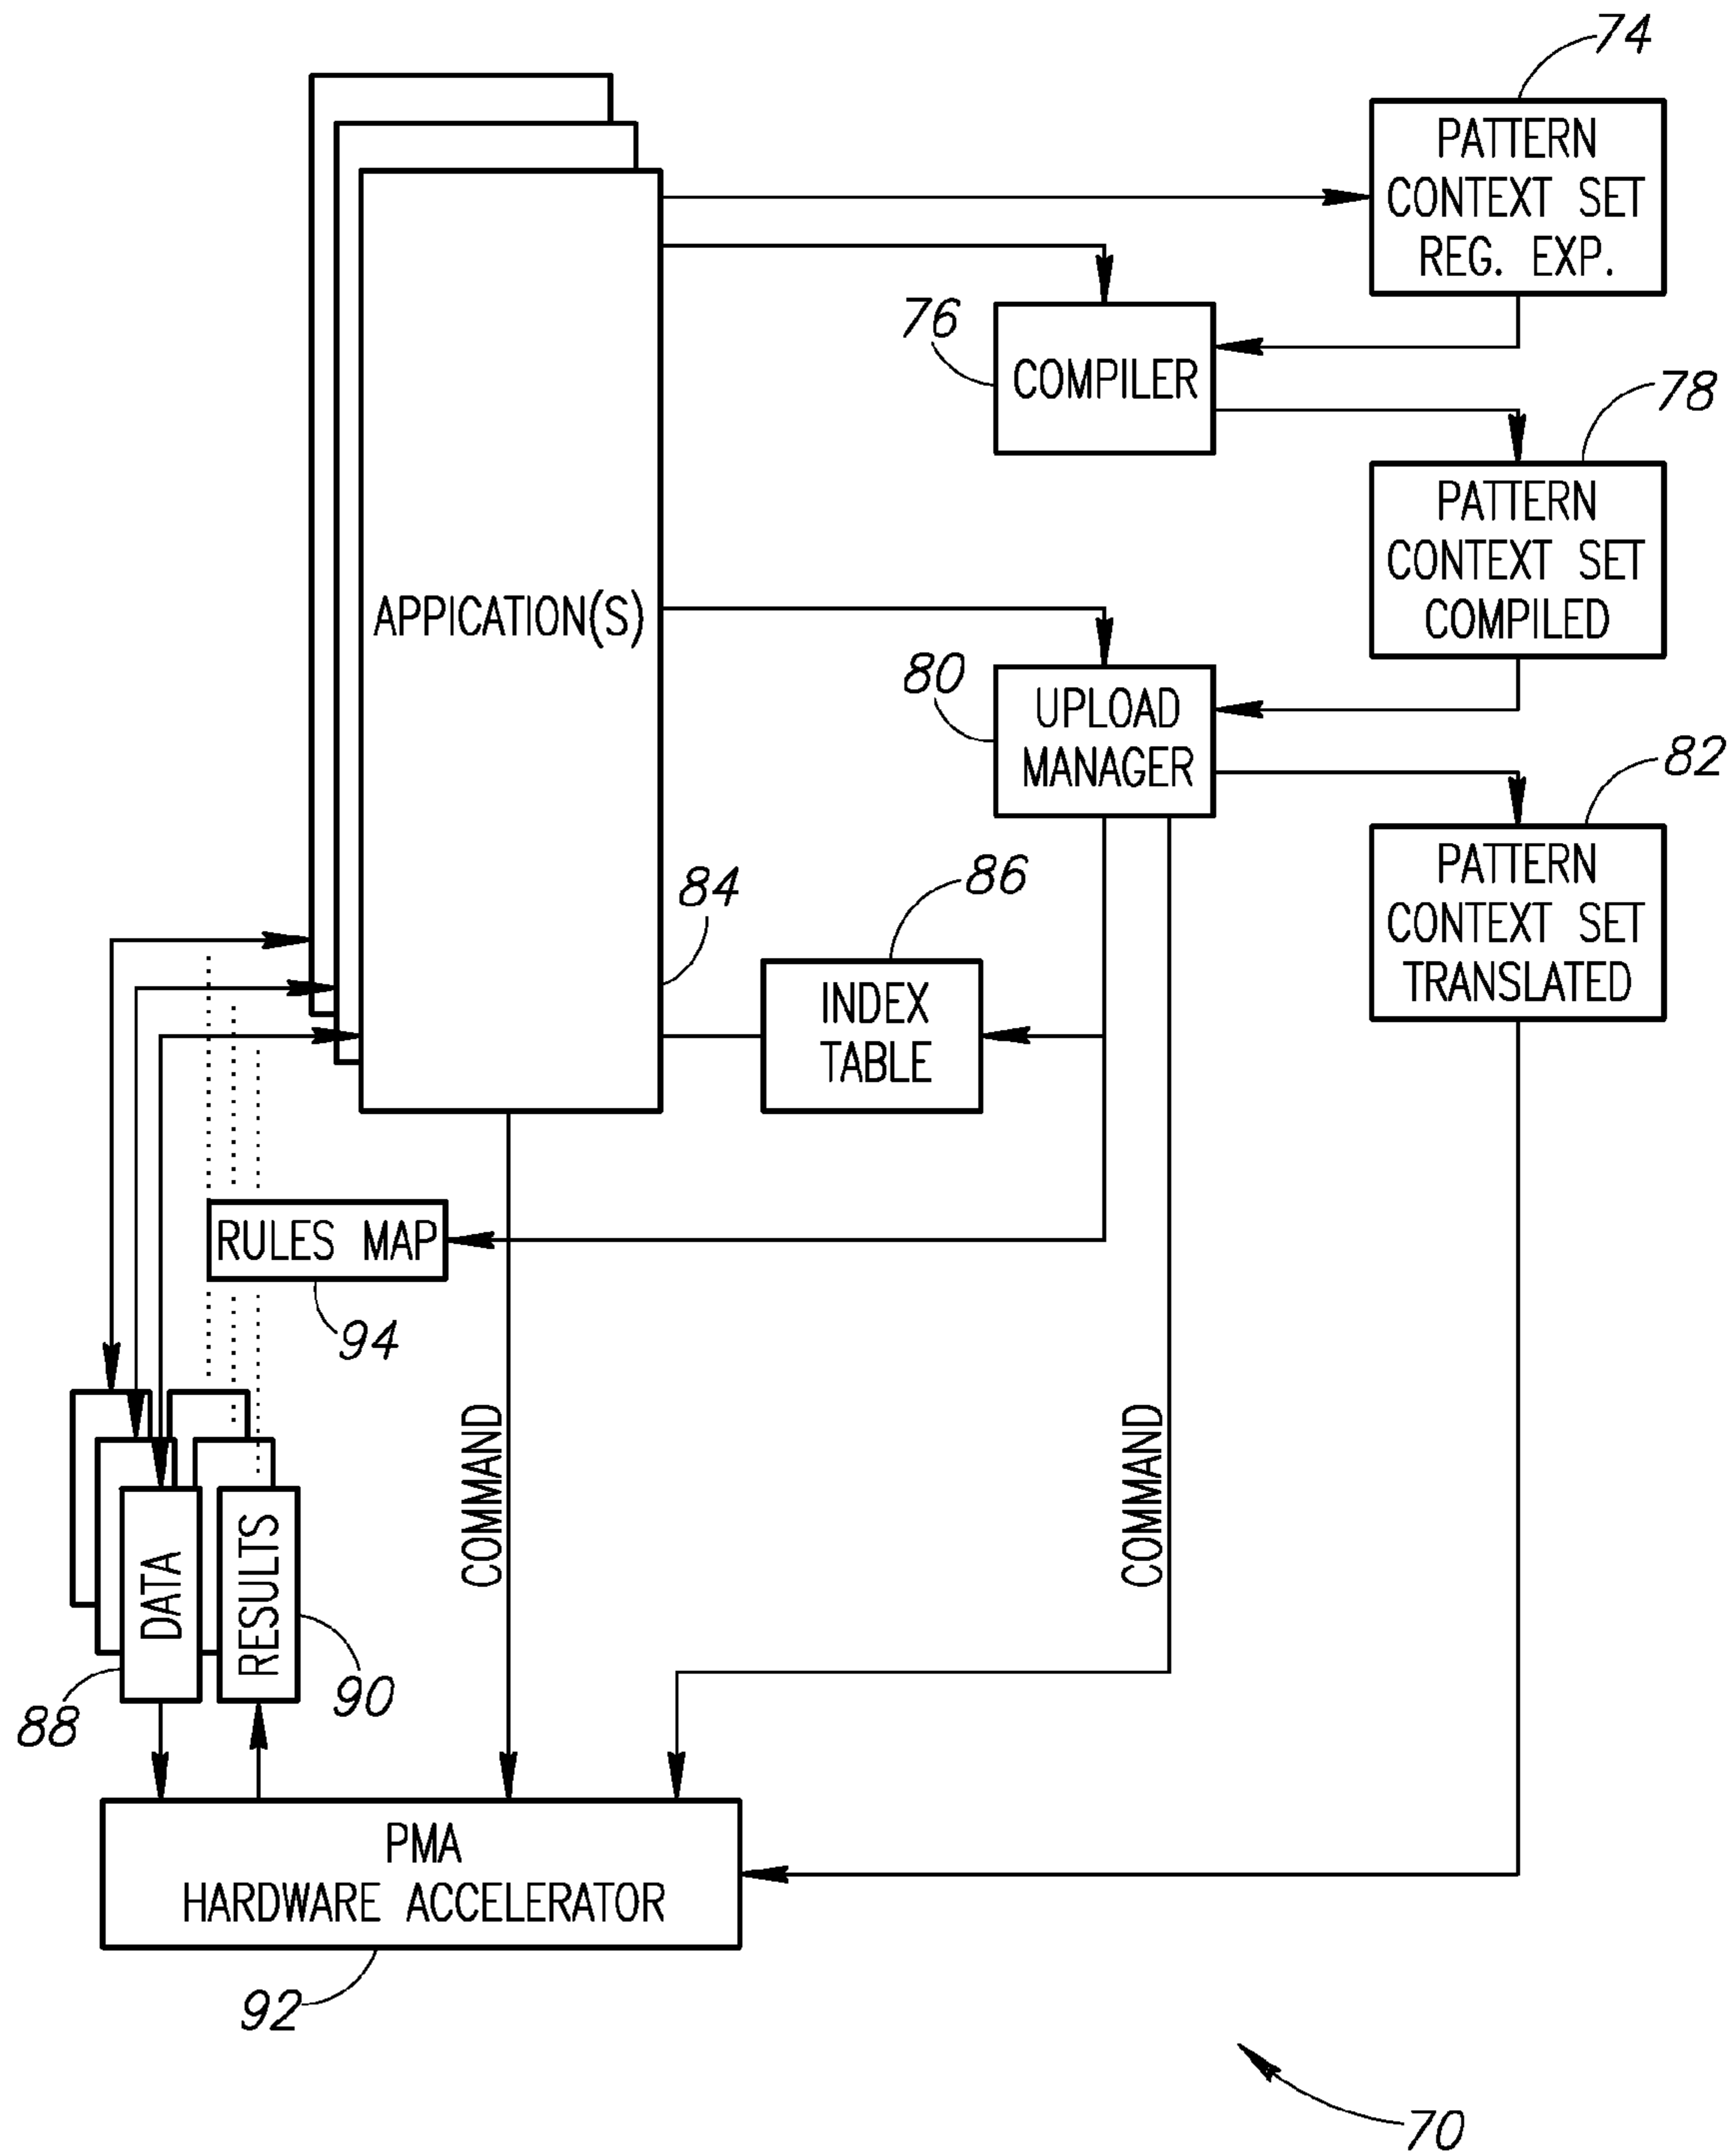 74
PATTERN
CONTEXT SET
REG. EXP.
76
COMPILER
78
PATTERN
CONTEXT SET
COMPILED
APPICATION(S)
80
UPLOAD
MANAGER
82
PATTERN
CONTEXT SET
TRANSLATED
84
86
INDEX
TABLE
RULES MAP
94
COMMAND
COMMAND
DATA
RESULTS
88
90
PMA
HARDWARE ACCELERATOR
92
70